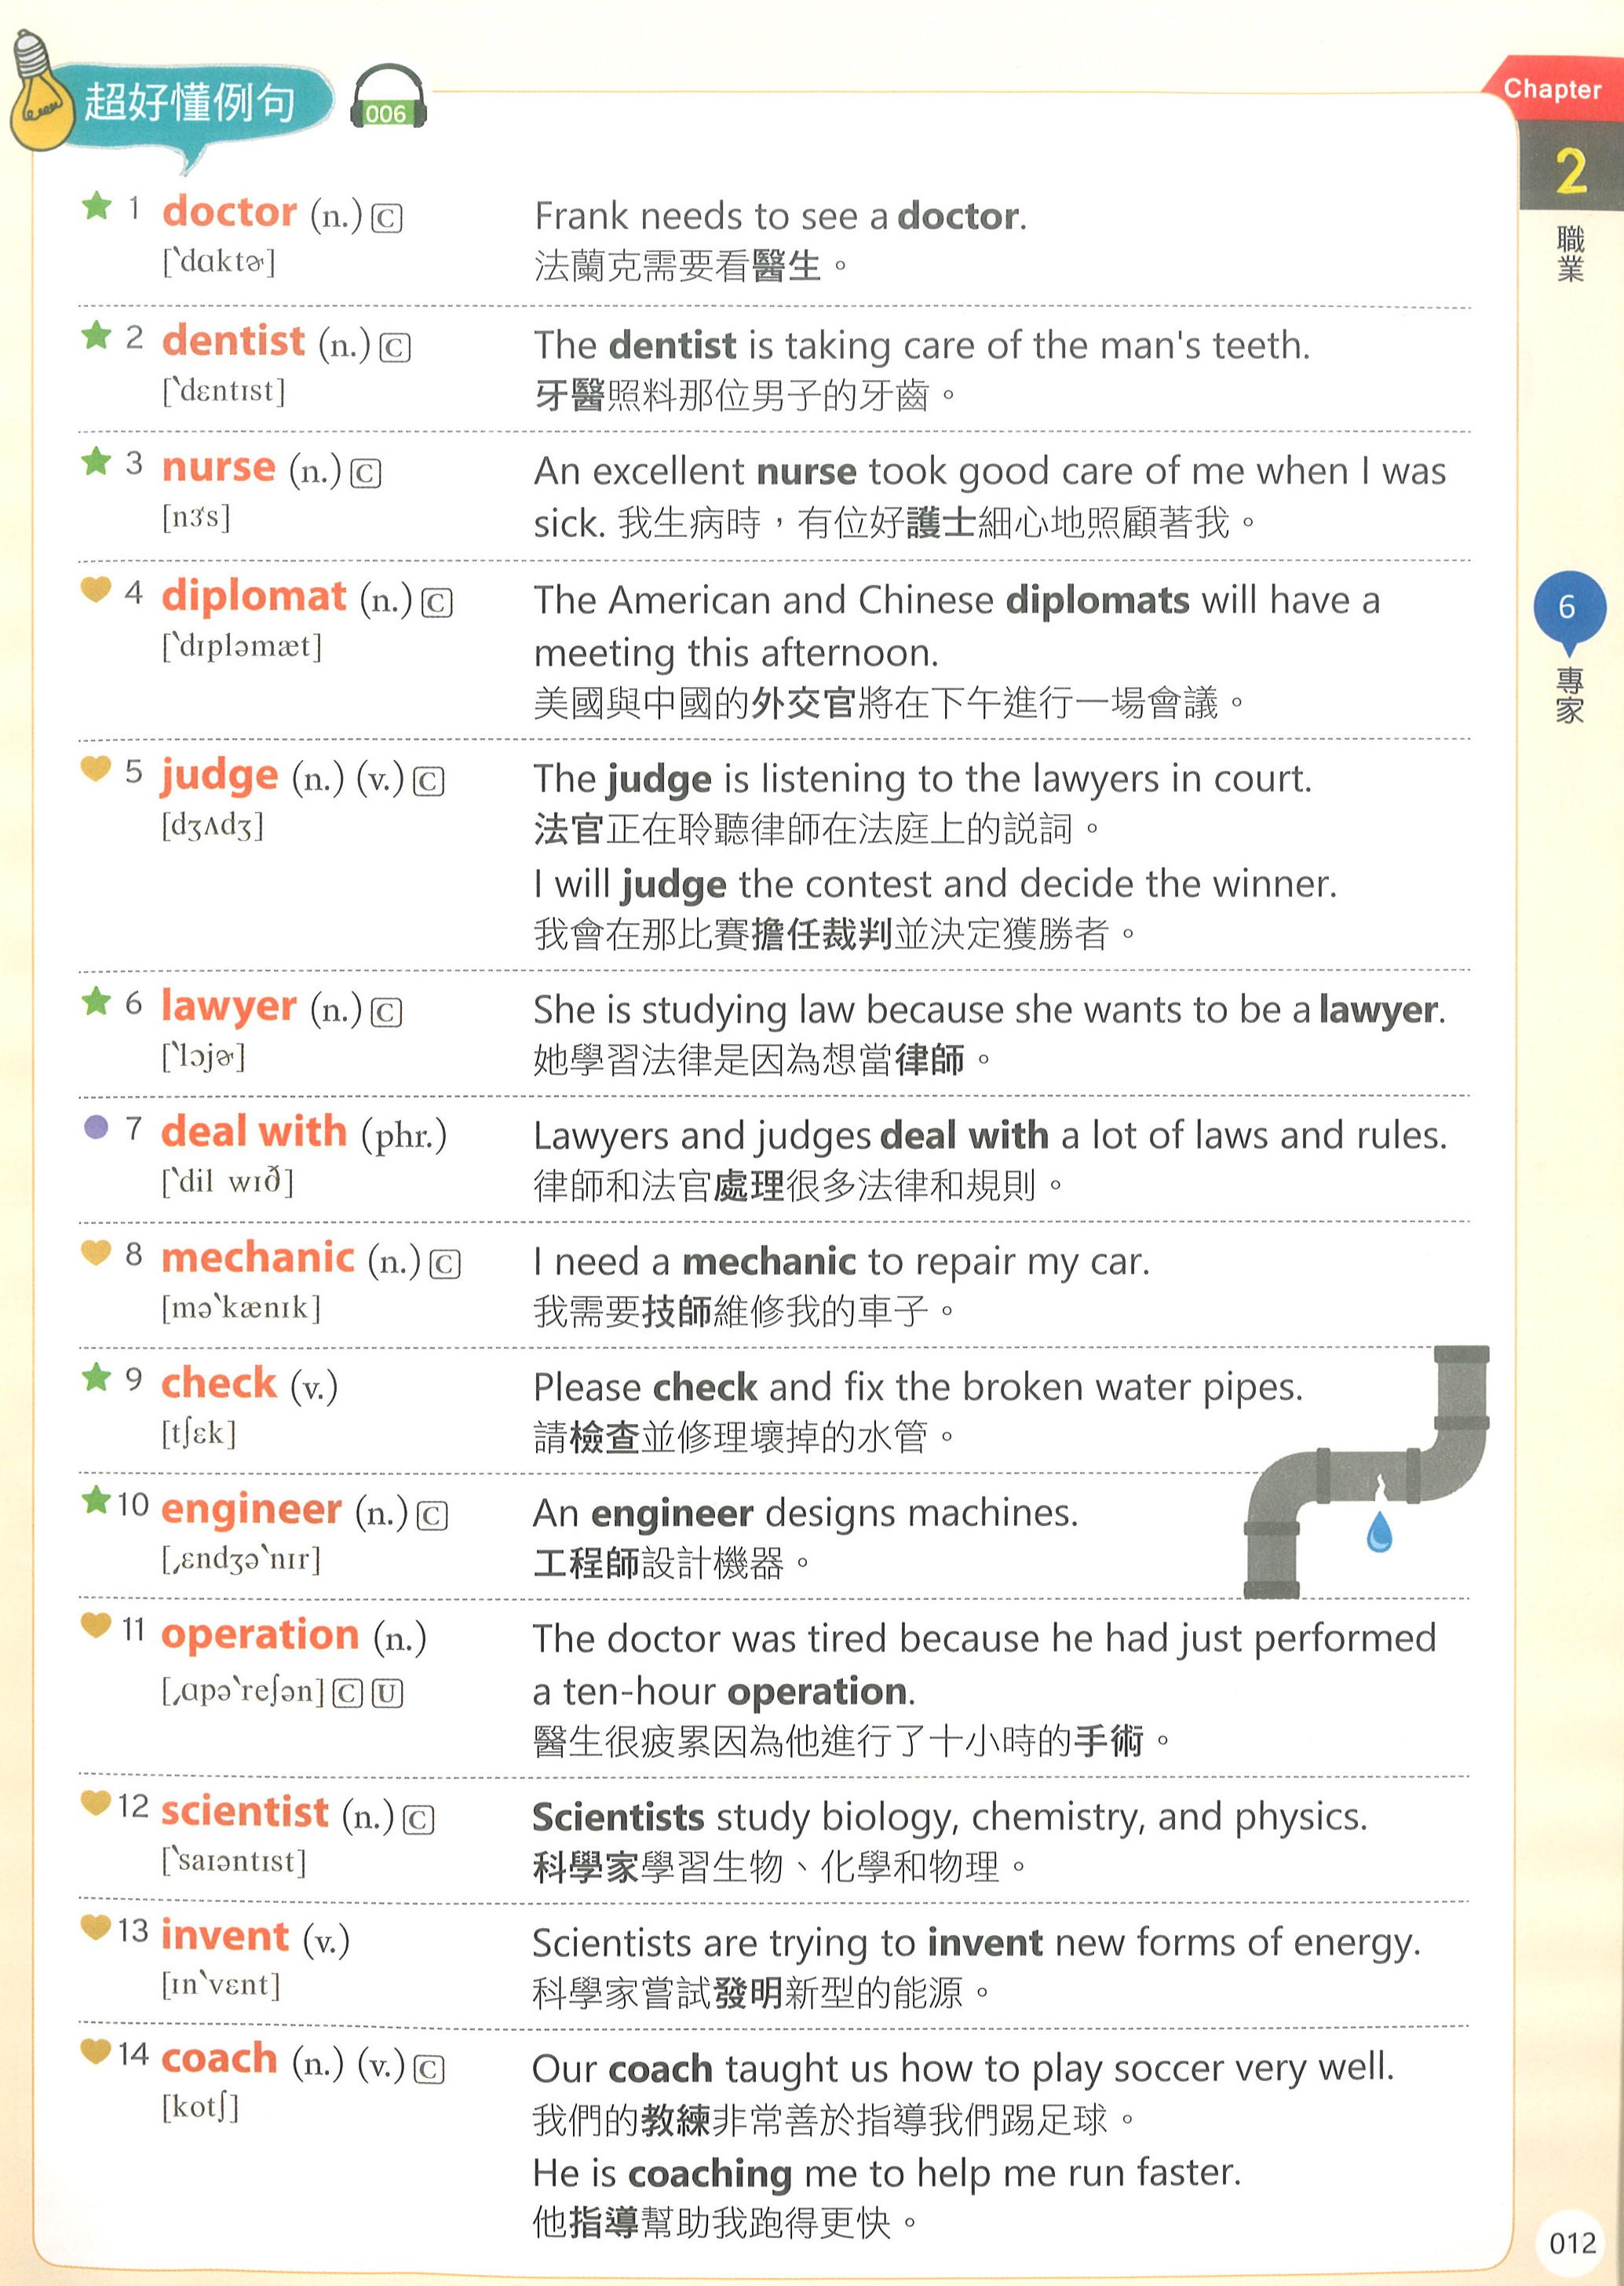 超好懂例句
006
Chapter
2
職業
6
專家
1 doctor (n.) C
[ˋdɑktɚ]
Frank needs to see a doctor.
法蘭克需要看醫生。
2 dentist (n.) C
[ˋdɛntɪst]
The dentist is taking care of the man's teeth.
牙醫照料那位男子的牙齒。
3 nurse (n.) C
[nɝs]
An excellent nurse took good care of me when I was
sick. 我生病時，有位好護士細心地照顧著我。
4 diplomat (n.) C
[ˋdɪpləmæt]
The American and Chinese diplomats will have a
meeting this afternoon.
美國與中國的外交官將在下午進行一場會議。
5 judge (n.) (v.) C
[dʒʌdʒ]
The judge is listening to the lawyers in court.
法官正在聆聽律師在法庭上的説詞。
I will judge the contest and decide the winner.
我會在那比賽擔任裁判並決定獲勝者。
6 lawyer (n.) C
[ˋlɔjɚ]
She is studying law because she wants to be a lawyer.
她學習法律是因為想當律師。
7 deal with (phr.)
[ˋdil wɪð]
Lawyers and judges deal with a lot of laws and rules.
律師和法官處理很多法律和規則。
8 mechanic (n.) C
[məˋkænɪk]
I need a mechanic to repair my car.
我需要技師維修我的車子。
9 check (v.)
[tʃɛk]
Please check and fix the broken water pipes.
請檢查並修理壞掉的水管。
10 engineer (n.) C
[ˏɛndʒəˋnɪr]
An engineer designs machines.
工程師設計機器。
11 operation (n.)
[ˏɑpəˋreʃən] C U
The doctor was tired because he had just performed
a ten-hour operation.
醫生很疲累因為他進行了十小時的手術。
12 scientist (n.) C
[ˋsaɪəntɪst]
Scientists study biology, chemistry, and physics.
科學家學習生物、化學和物理。
13 invent (v.)
[ɪnˋvɛnt]
Scientists are trying to invent new forms of energy.
科學家嘗試發明新型的能源。
14 coach (n.) (v.) C
[kotʃ]
Our coach taught us how to play soccer very well.
我們的教練非常善於指導我們踢足球。
He is coaching me to help me run faster.
他指導幫助我跑得更快。
012